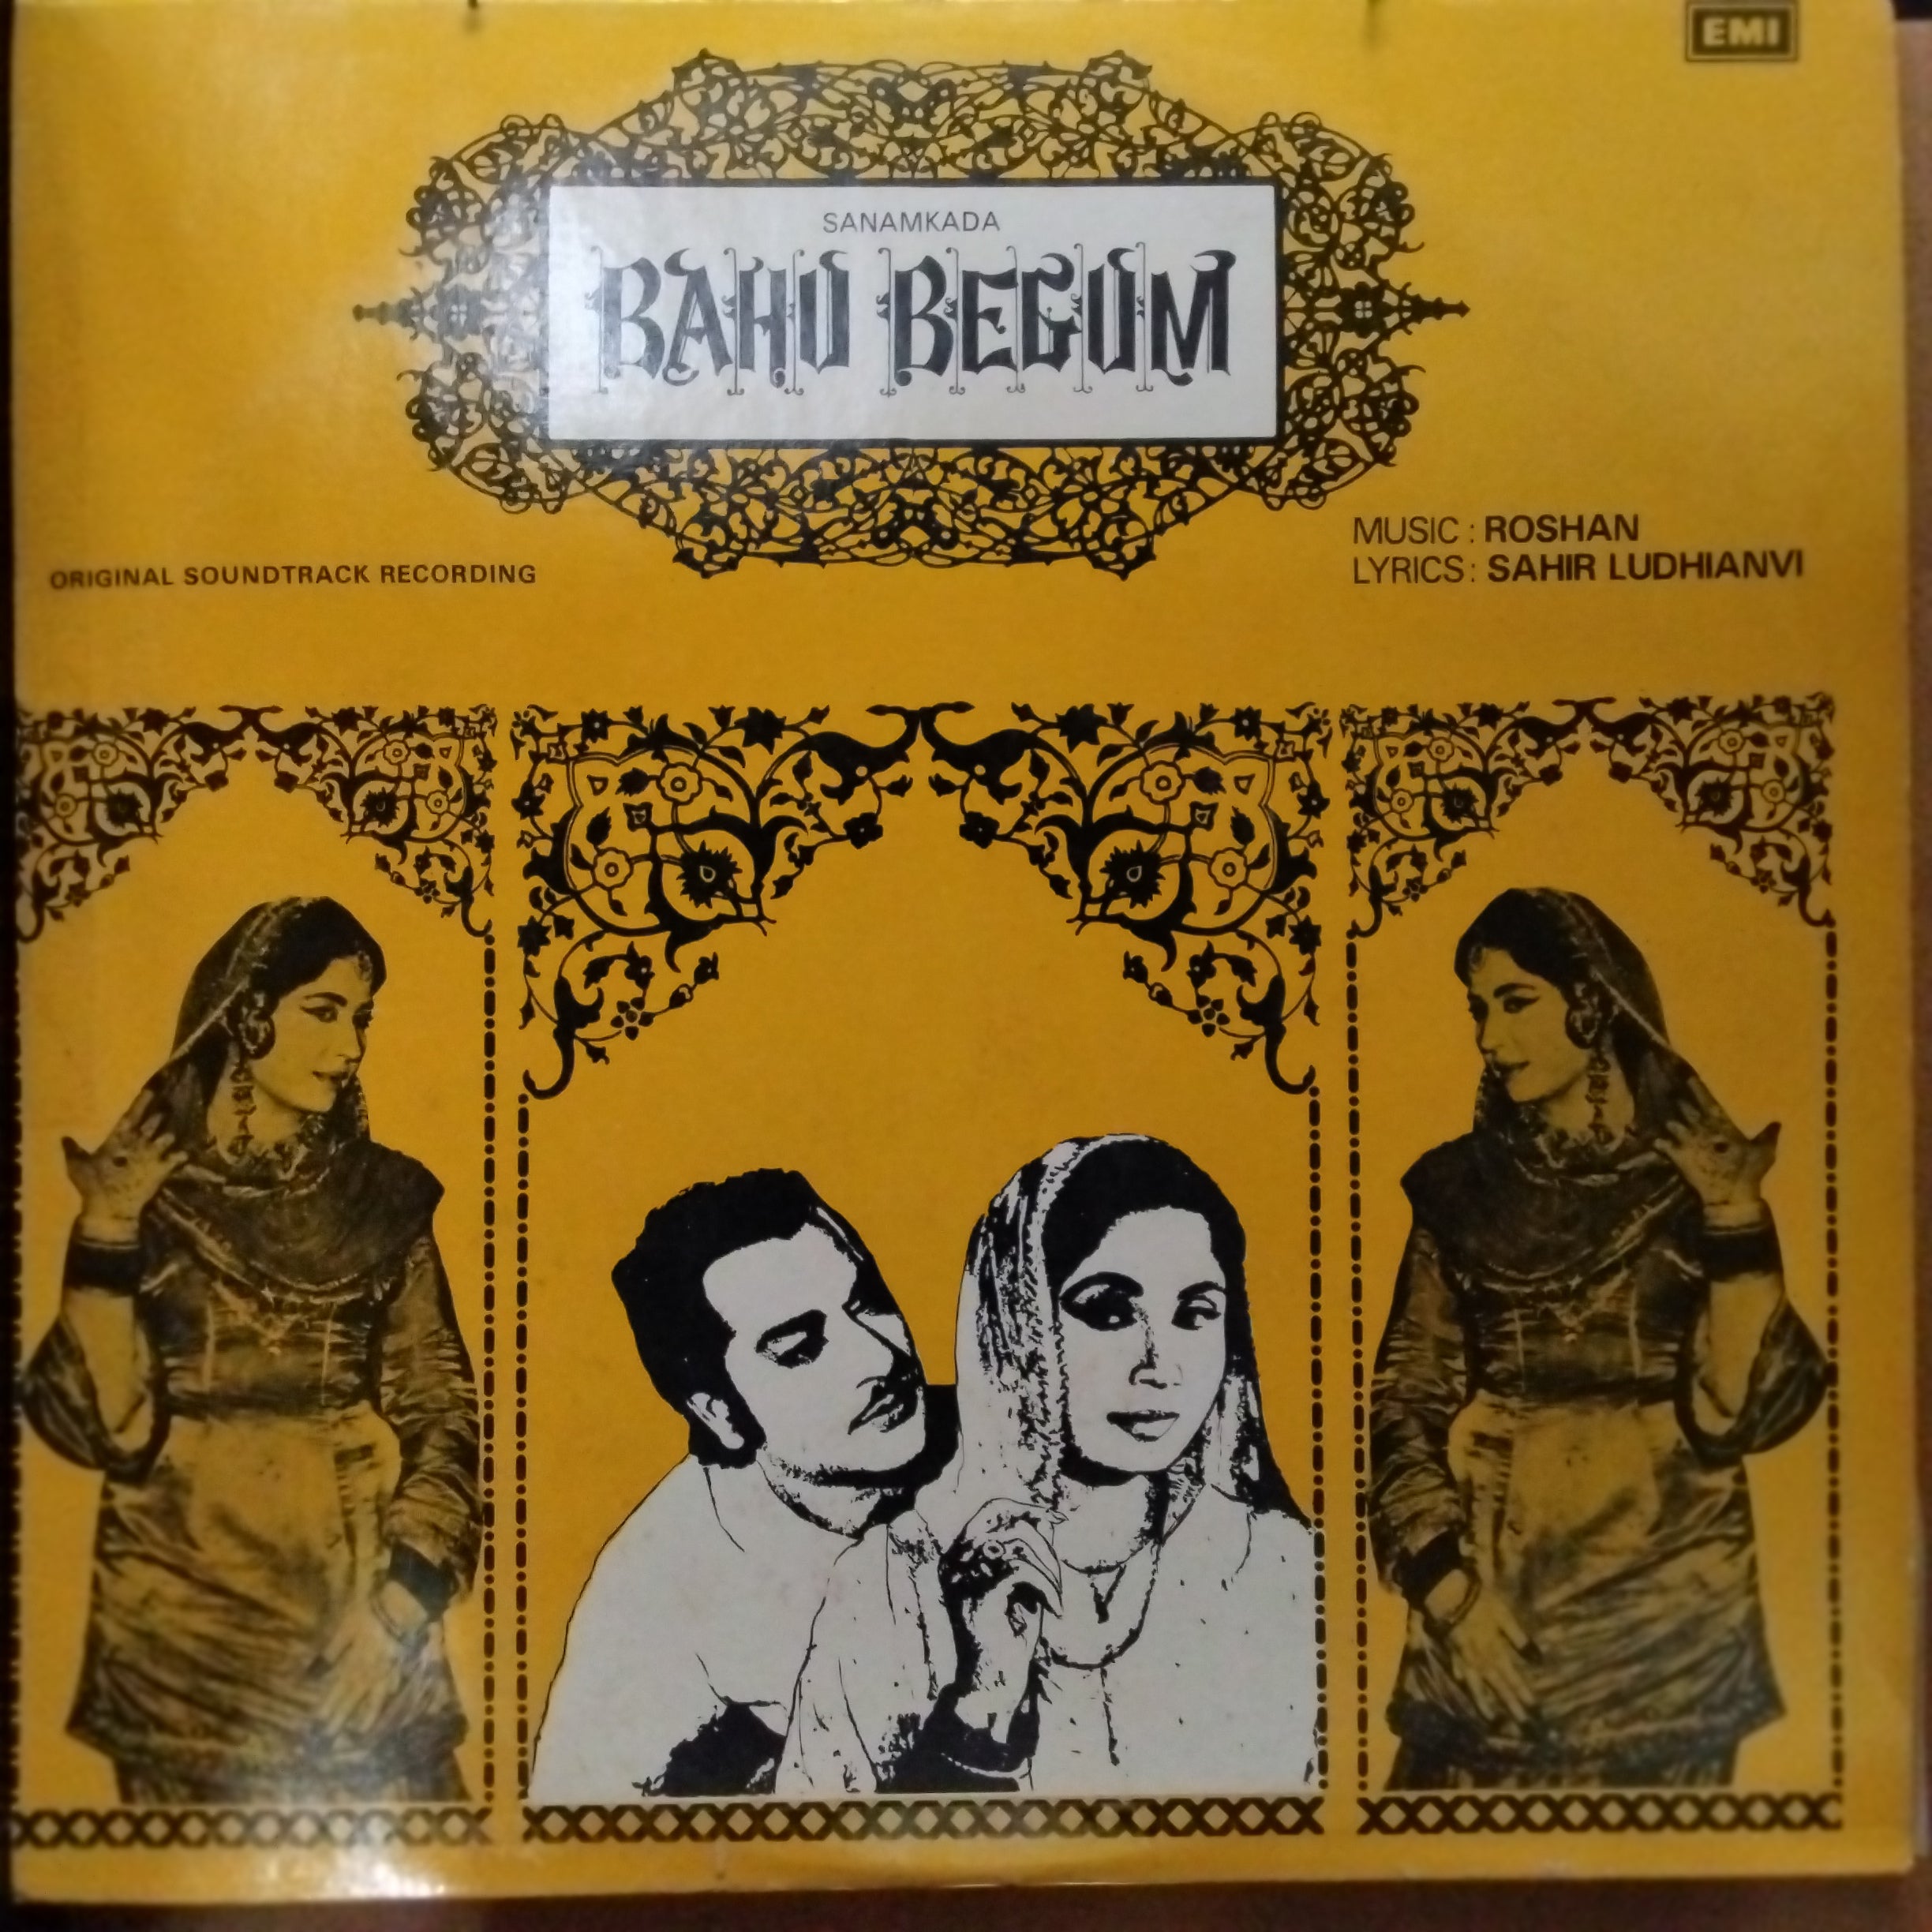 EMI
SANAMKADA
BAHU BEGUM
MUSIC : ROSHAN
LYRICS : SAHIR LUDHIANVI
ORIGINAL SOUNDTRACK RECORDING